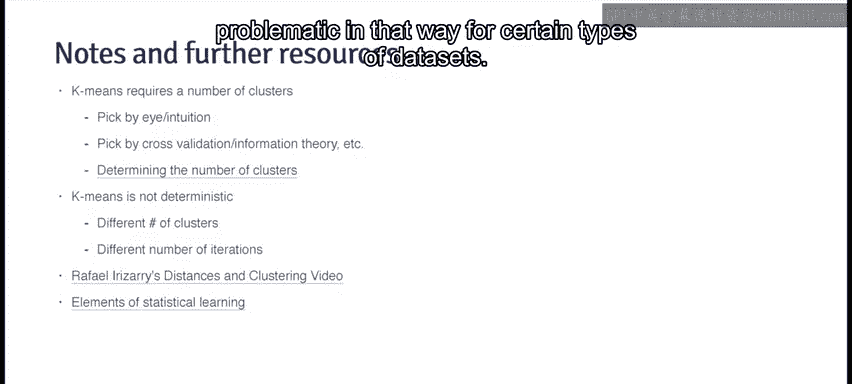 problematic in that way for certain types
of datasets.
Notes and further resources
K-means requires a number of clusters
- Pick by eye/intuition
- Pick by cross validation/information theory, etc.
- Determining the number of clusters
K-means is not deterministic
- Different # of clusters
- Different number of iterations
Rafael Irizarry's Distances and Clustering Video
Elements of statistical learning